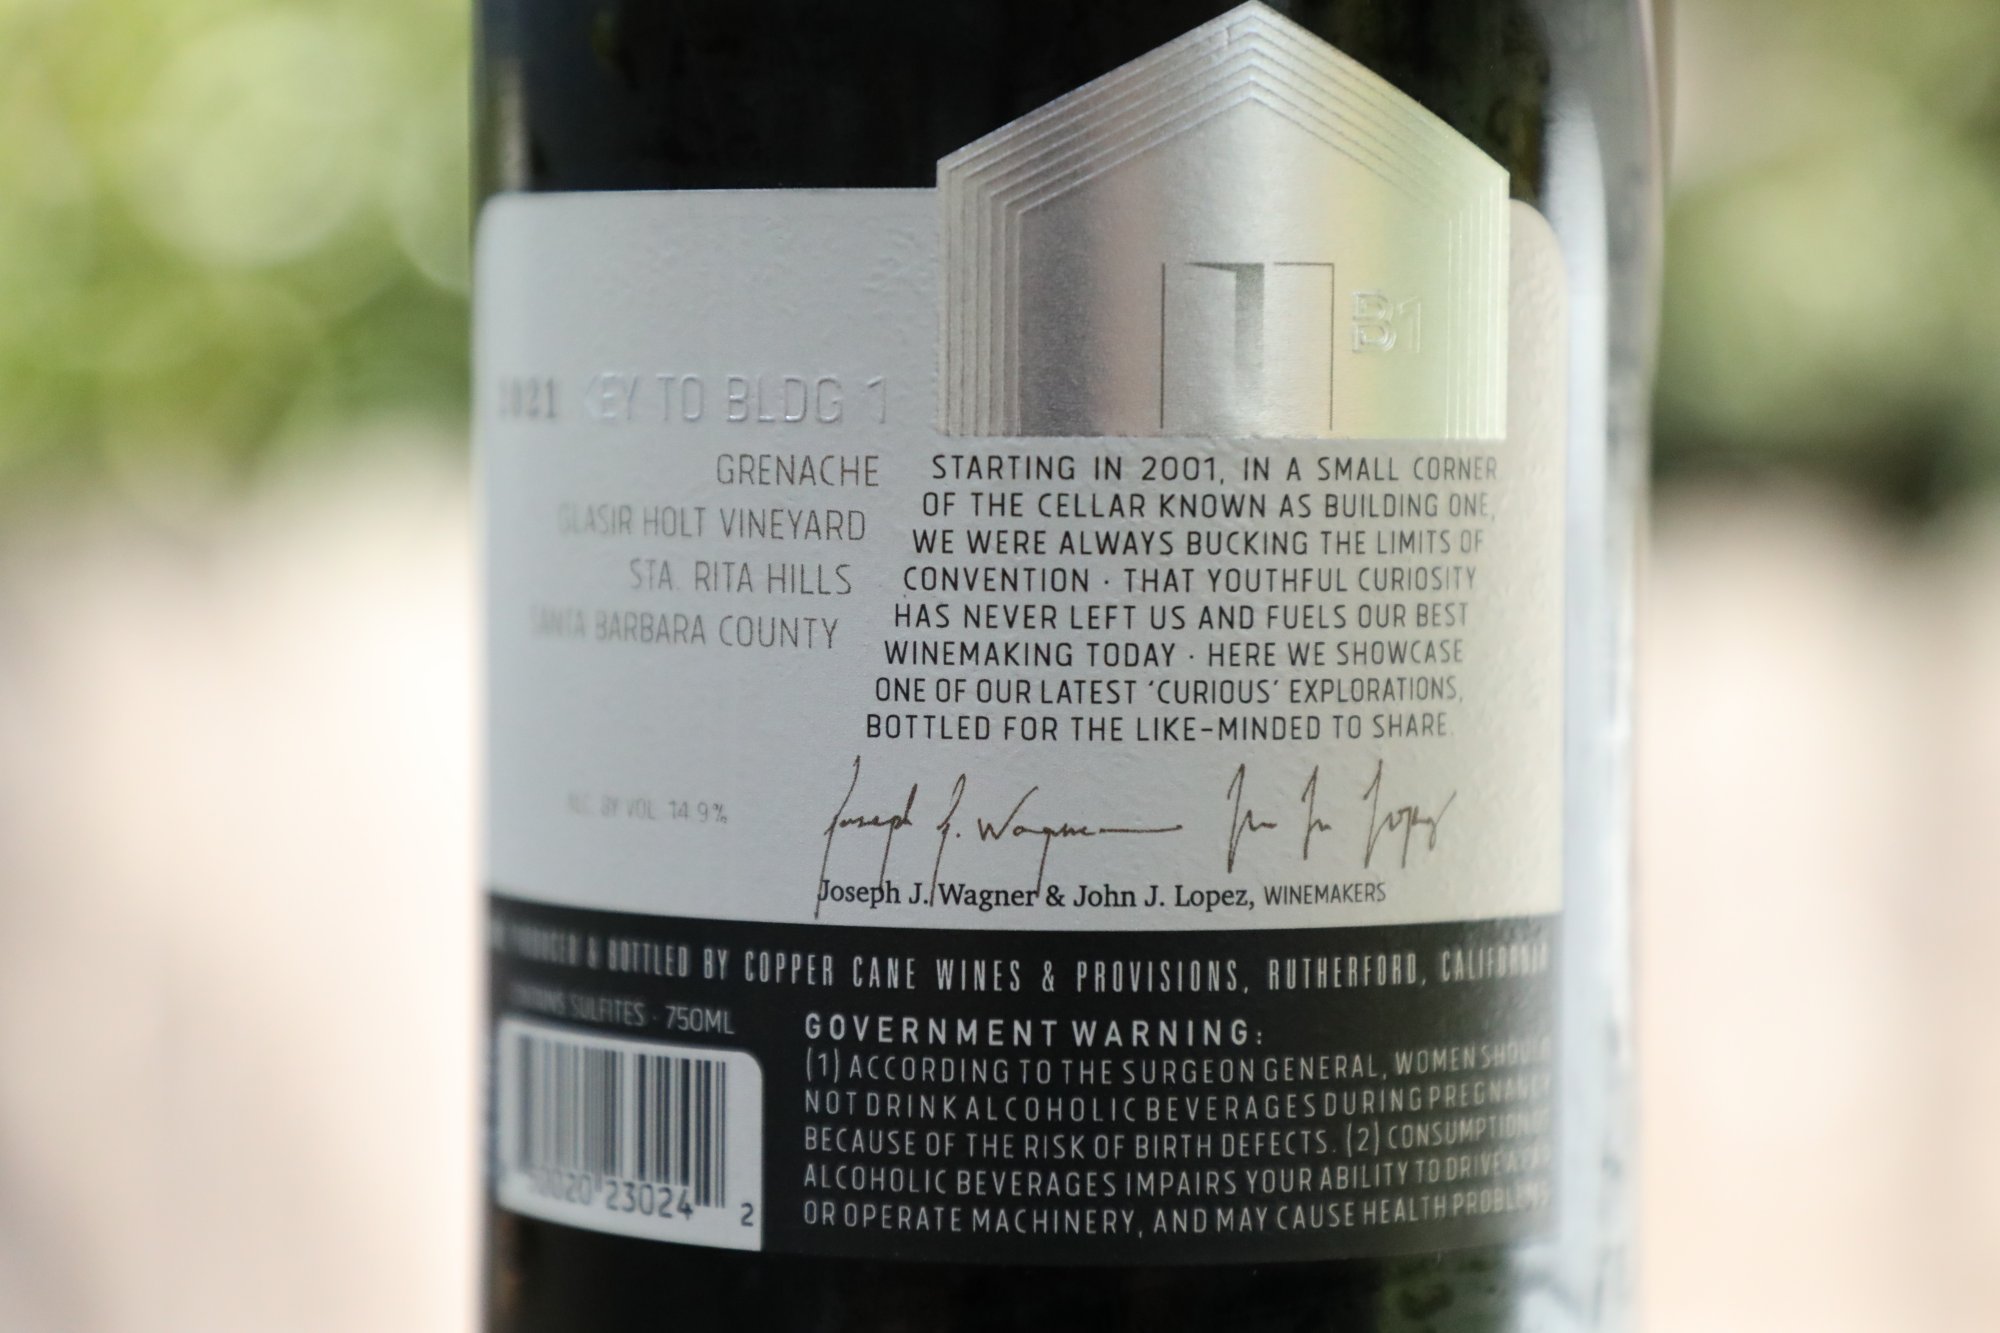 B1
2021 KEY TO BLDG 1
GRENACHE
GLASIR HOLT VINEYARD
STA. RITA HILLS
SANTA BARBARA COUNTY
ALC. BY VOL. 14.9%
STARTING IN 2001, IN A SMALL CORNER
OF THE CELLAR KNOWN AS BUILDING ONE,
WE WERE ALWAYS BUCKING THE LIMITS OF
CONVENTION · THAT YOUTHFUL CURIOSITY
HAS NEVER LEFT US AND FUELS OUR BEST
WINEMAKING TODAY · HERE WE SHOWCASE
ONE OF OUR LATEST ‘CURIOUS’ EXPLORATIONS,
BOTTLED FOR THE LIKE-MINDED TO SHARE.
Joseph J. Wagner
Joseph J. Wagner & John J. Lopez, WINEMAKERS
PRODUCED & BOTTLED BY COPPER CANE WINES & PROVISIONS, RUTHERFORD, CALIFORNIA
CONTAINS SULFITES · 750ML
GOVERNMENT WARNING:
(1) ACCORDING TO THE SURGEON GENERAL, WOMEN SHOULD
NOT DRINK ALCOHOLIC BEVERAGES DURING PREGNANCY
BECAUSE OF THE RISK OF BIRTH DEFECTS. (2) CONSUMPTION OF
ALCOHOLIC BEVERAGES IMPAIRS YOUR ABILITY TO DRIVE A CAR
OR OPERATE MACHINERY, AND MAY CAUSE HEALTH PROBLEMS.
23024 2